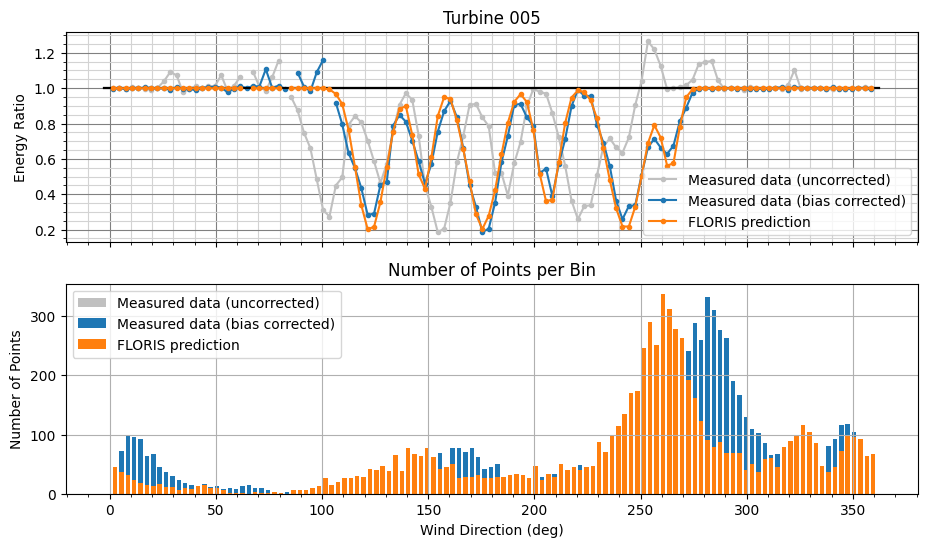 Turbine 005
Energy Ratio
1.2
1.0
0.8
0.6
0.4
0.2
Measured data (uncorrected)
Measured data (bias corrected)
FLORIS prediction
Number of Points per Bin
Number of Points
300
200
100
0
Measured data (uncorrected)
Measured data (bias corrected)
FLORIS prediction
0 50 100 150 200 250 300 350
Wind Direction (deg)